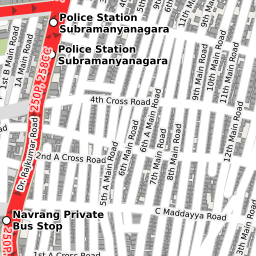 Police Station
Subramanyanagara
Police Station
Subramanyanagara
1st B Main Road
1A Main Road
4th Cross Road
2nd A Cross Road
Dr. Rajkumar Road
5th A Main Road
6th Main Road
7th Main Road
8th Main Road
6th A Main Road
9th Main Road
10th Main Road
11th Main Road
12th Main Road
C Maddayya Road
Navrang Private
Bus Stop
1st A Cross Road